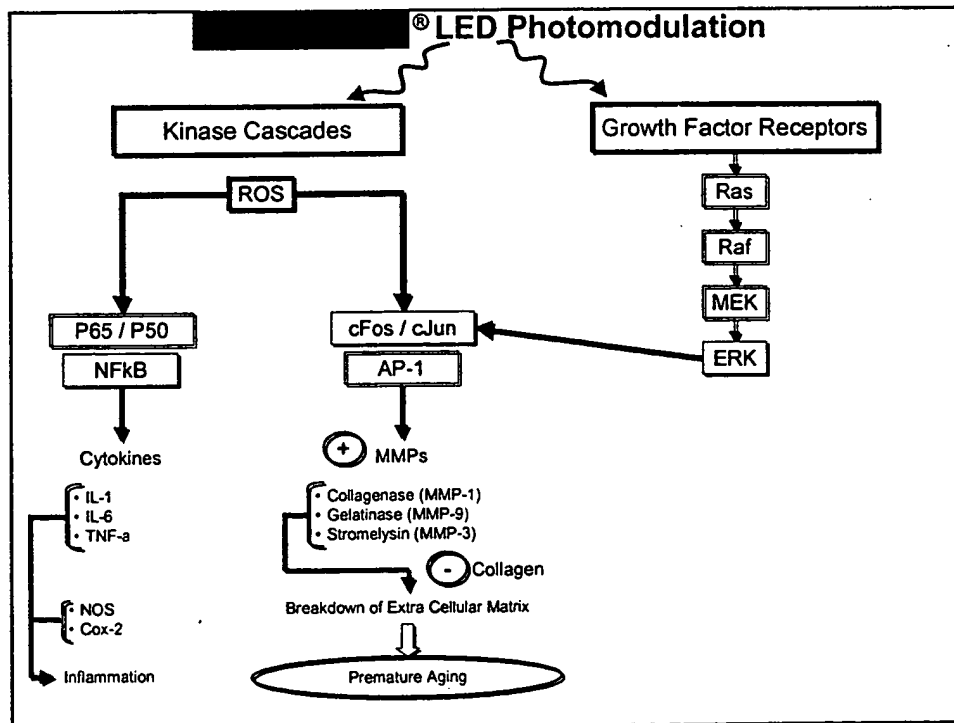 ® LED Photomodulation
Kinase Cascades
Growth Factor Receptors
ROS
Ras
Raf
MEK
ERK
P65 / P50
NFkB
cFos / cJun
AP-1
Cytokines
• IL-1
• IL-6
• TNF-a
• NOS
• Cox-2
Inflammation
+ MMPs
• Collagenase (MMP-1)
• Gelatinase (MMP-9)
• Stromelysin (MMP-3)
- Collagen
Breakdown of Extra Cellular Matrix
Premature Aging